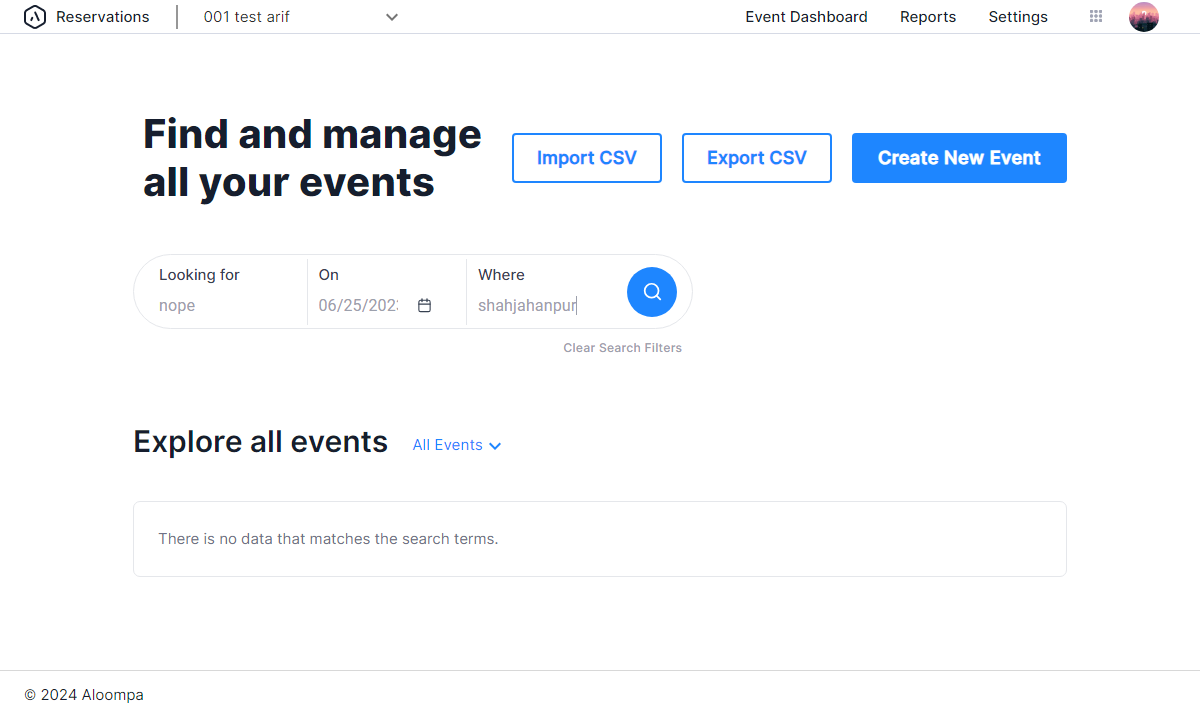 Reservations
001 test arif
Event Dashboard
Reports
Settings
Find and manage
all your events
Import CSV
Export CSV
Create New Event
Looking for
nope
On
06/25/202
Where
shahjahanpur
Clear Search Filters
Explore all events
All Events
There is no data that matches the search terms.
© 2024 Aloompa